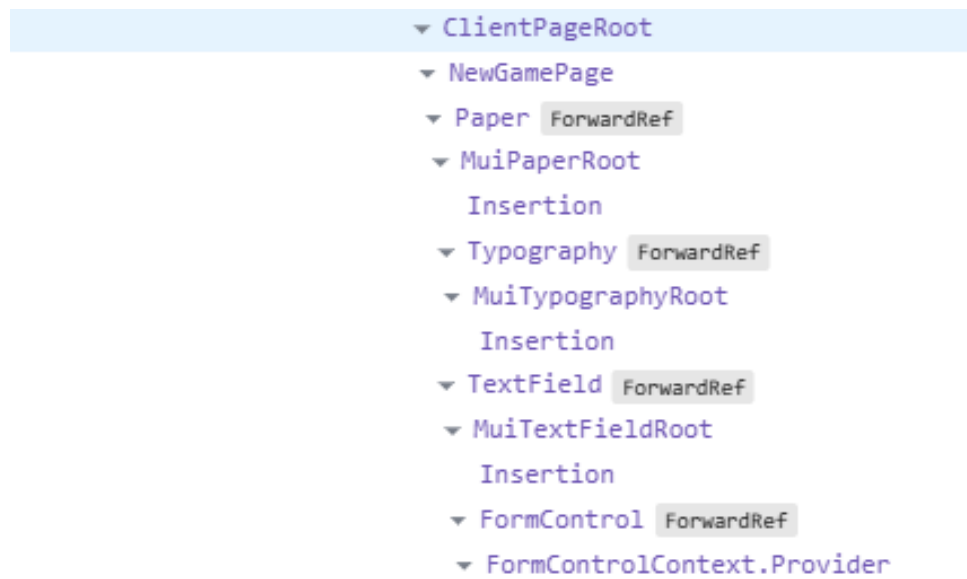 ClientPageRoot
NewGamePage
Paper ForwardRef
MuiPaperRoot
Insertion
Typography ForwardRef
MuiTypographyRoot
Insertion
TextField ForwardRef
MuiTextFieldRoot
Insertion
FormControl ForwardRef
FormControlContext.Provider